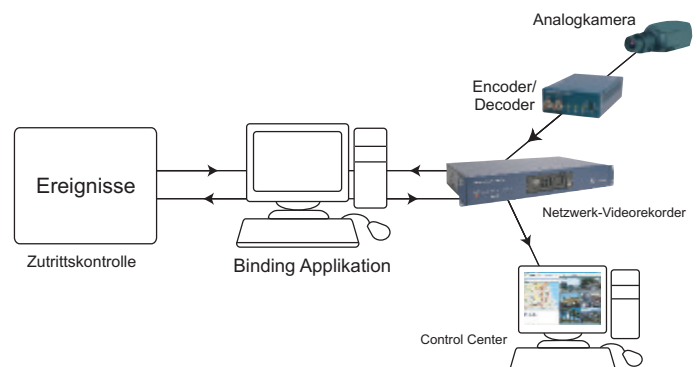 Analogkamera
Encoder/
Decoder
Ereignisse
Netzwerk-Videorekorder
Zutrittskontrolle
Binding Applikation
Control Center